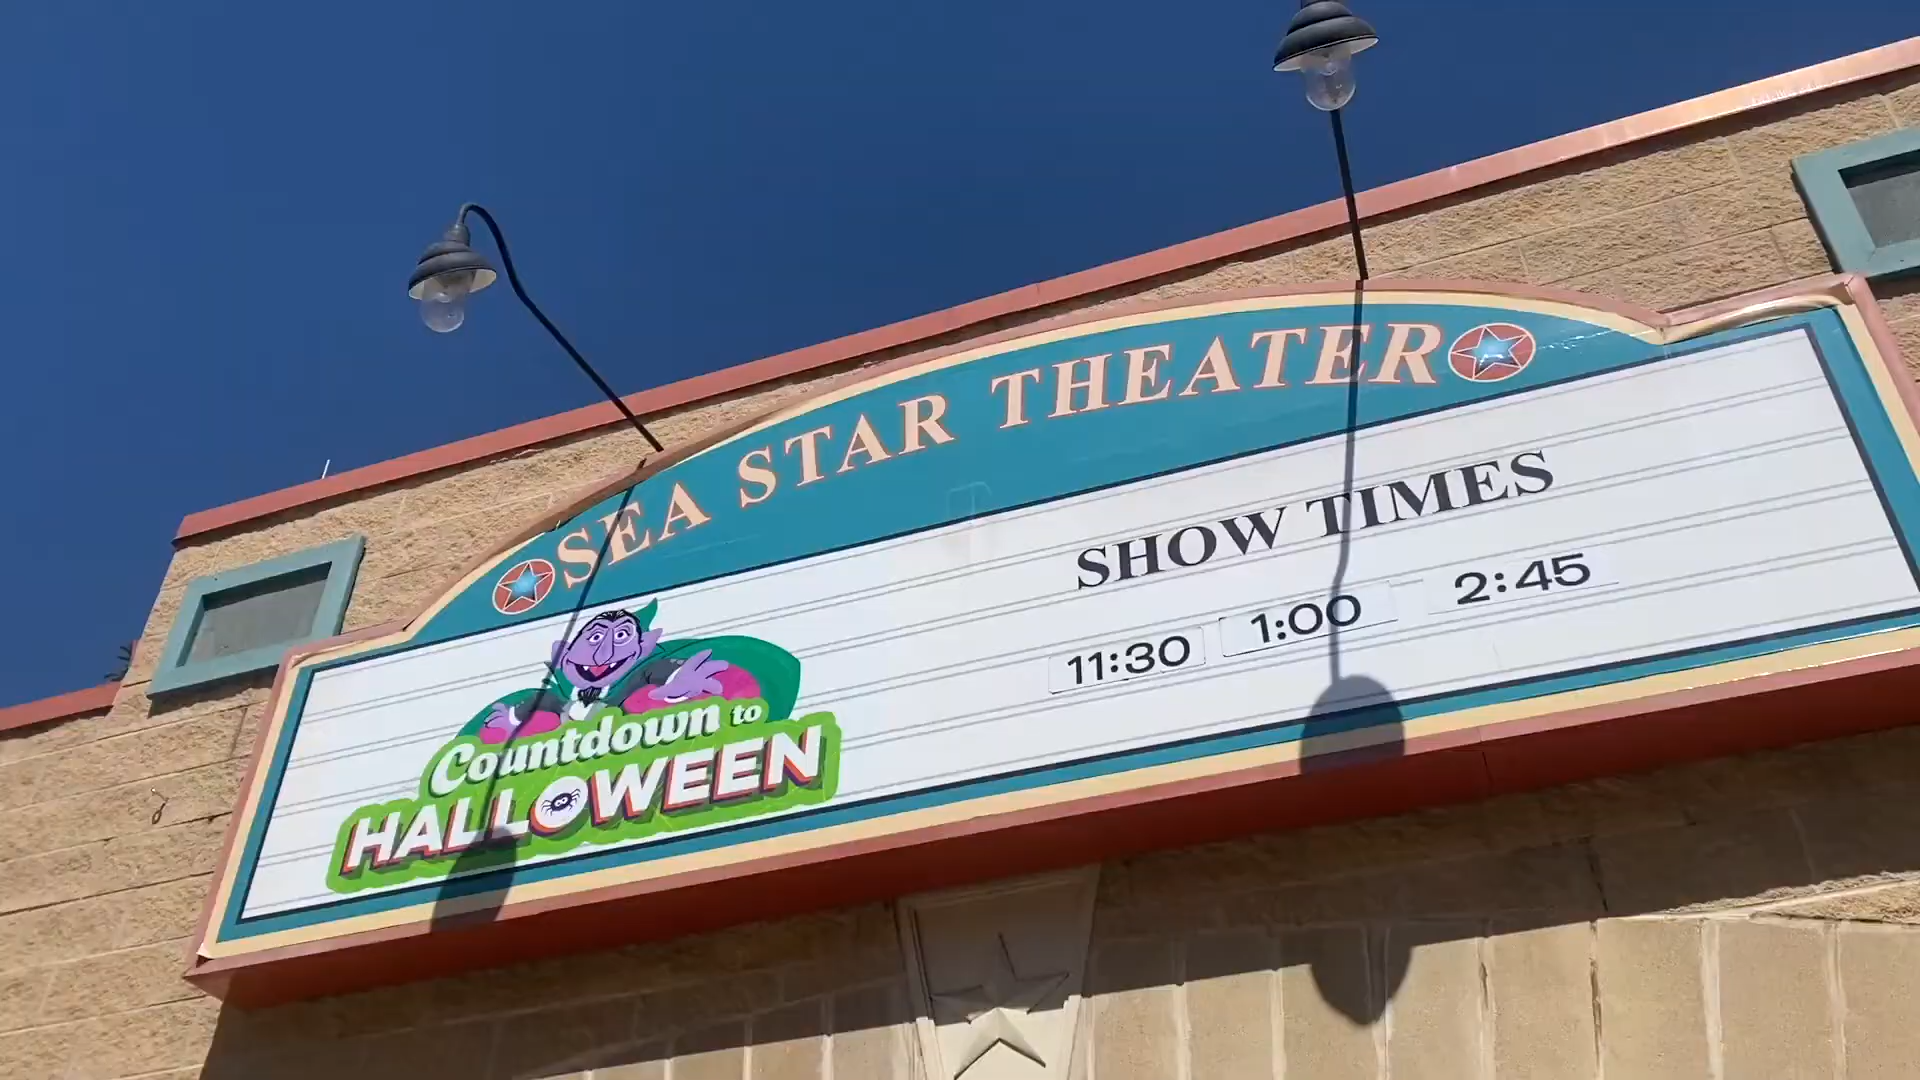 SEA STAR THEATER
Countdown to
HALLOWEEN
SHOW TIMES
11:30 1:00 2:45